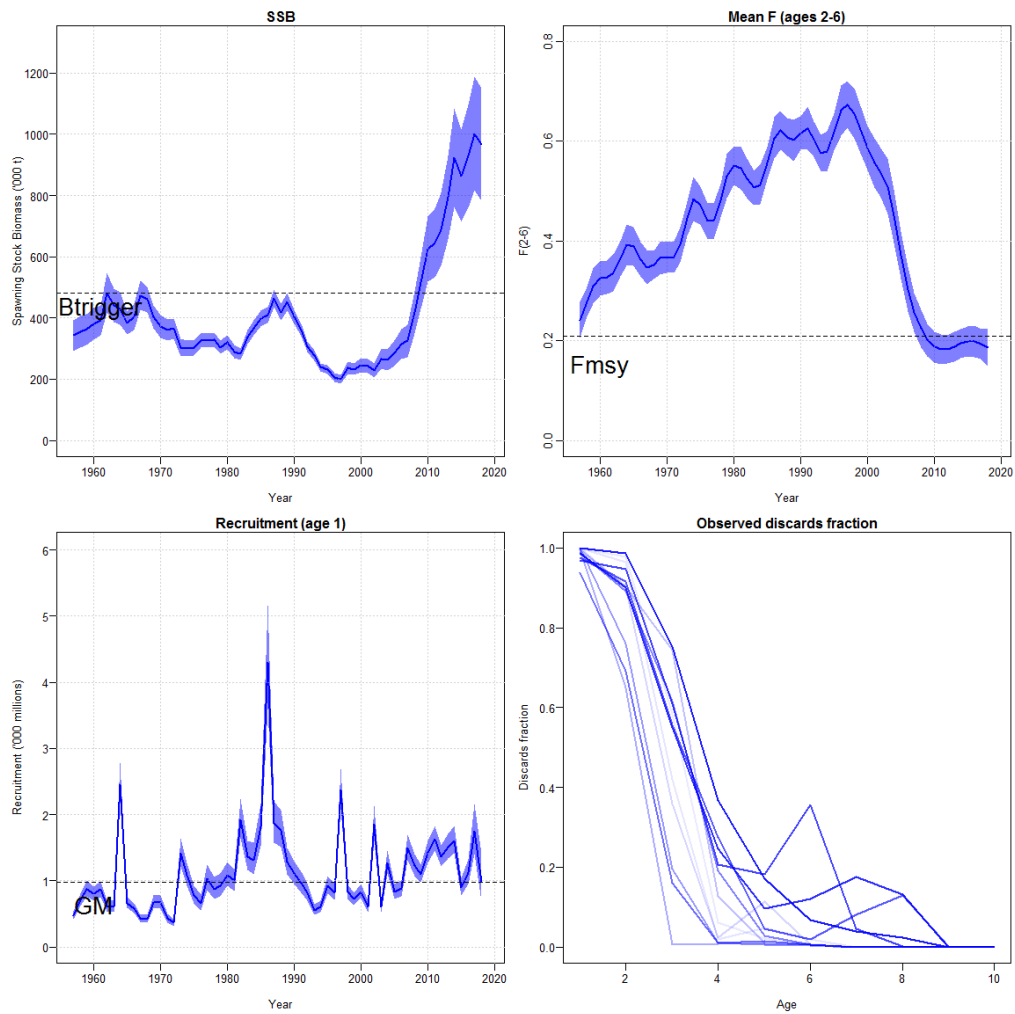 SSB
Spawning Stock Biomass ('000 t)
1200
1000
800
600
400
200
0
Btrigger
1960 1970 1980 1990 2000 2010 2020
Year
Mean F (ages 2-6)
F(2-6)
0.8
0.6
0.4
0.2
0.0
Fmsy
1960 1970 1980 1990 2000 2010 2020
Year
Recruitment (age 1)
Recruitment ('000 millions)
6
5
4
3
2
1
0
GM
1960 1970 1980 1990 2000 2010 2020
Year
Observed discards fraction
Discards fraction
1.0
0.8
0.6
0.4
0.2
0.0
2 4 6 8 10
Age